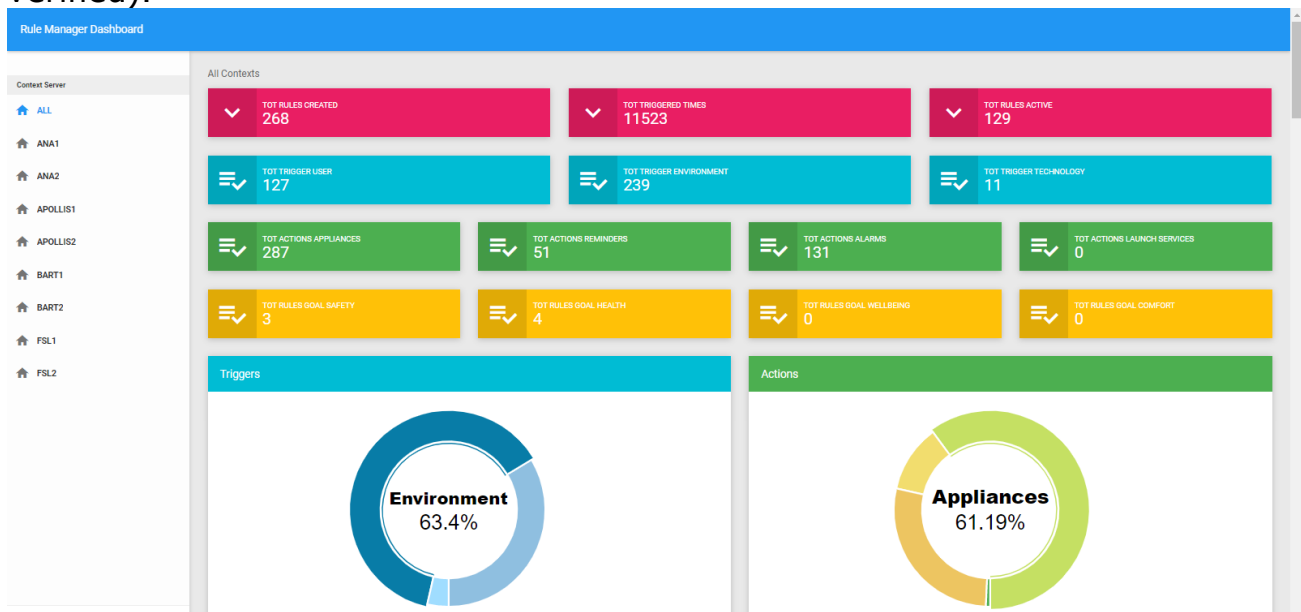 verified).
Rule Manager Dashboard
Context Server
ALL
ANA1
ANA2
APOLLIS1
APOLLIS2
BART1
BART2
FSL1
FSL2
All Contexts
TOT RULES CREATED
268
TOT TRIGGERED TIMES
11523
TOT RULES ACTIVE
129
TOT TRIGGER USER
127
TOT TRIGGER ENVIRONMENT
239
TOT TRIGGER TECHNOLOGY
11
TOT ACTIONS APPLIANCES
287
TOT ACTIONS REMINDERS
51
TOT ACTIONS ALARMS
131
TOT ACTIONS LAUNCH SERVICES
0
TOT RULES GOAL SAFETY
3
TOT RULES GOAL HEALTH
4
TOT RULES GOAL WELLBEING
0
TOT RULES GOAL COMFORT
0
Triggers
Environment
63.4%
Actions
Appliances
61.19%